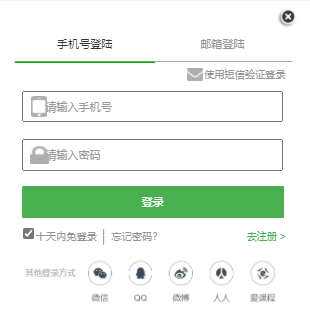 手机号登陆 邮箱登陆
使用短信验证登录
请输入手机号
请输入密码
登录
十天内免登录 忘记密码? 去注册 >
其他登录方式
微信 QQ 微博 人人 爱课程